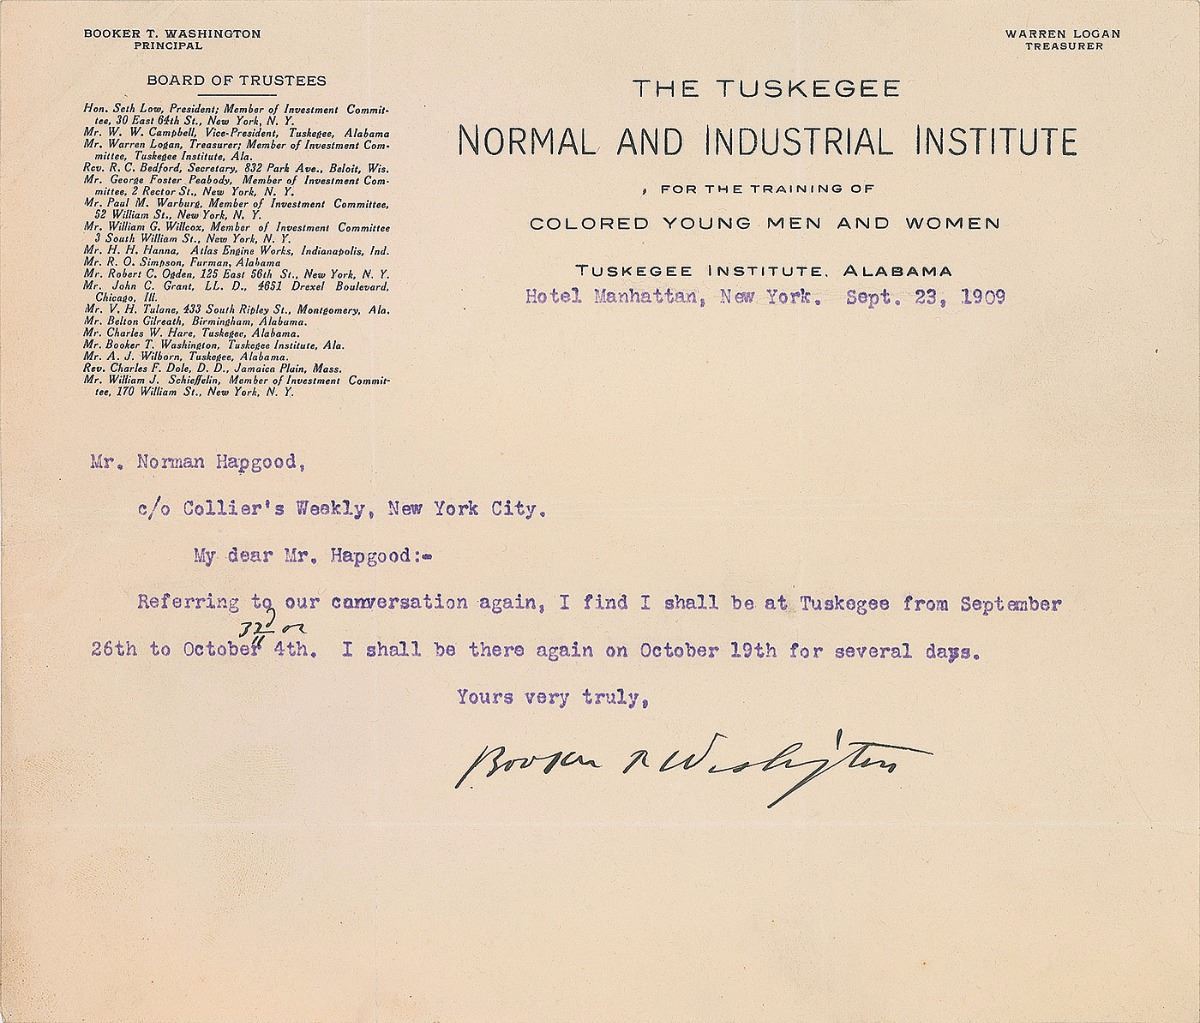 BOOKER T. WASHINGTON
PRINCIPAL
WARREN LOGAN
TREASURER
BOARD OF TRUSTEES
Hon. Seth Low, President; Member of Investment Commit-
tee, 30 East 64th St., New York, N. Y.
Mr. W. W. Campbell, Vice-President, Tuskegee, Alabama
Mr. Warren Logan, Treasurer; Member of Investment Com-
mittee, Tuskegee Institute, Ala.
Rev. R. C. Bedford, Secretary, 832 Park Ave., Beloit, Wis.
Mr. George Foster Peabody, Member of Investment Com-
mittee, 2 Rector St., New York, N. Y.
Mr. Paul M. Warburg, Member of Investment Committee,
52 William St., New York, N. Y.
Mr. William G. Willcox, Member of Investment Committee
3 South William St., New York, N. Y.
Mr. H. H. Hanna, Atlas Engine Works, Indianapolis, Ind.
Mr. R. O. Simpson, Furman, Alabama
Mr. Robert C. Ogden, 125 East 56th St., New York, N. Y.
Mr. John C. Grant, LL. D., 4651 Drexel Boulevard,
Chicago, Ill.
Mr. V. H. Tulane, 433 South Ripley St., Montgomery, Ala.
Mr. Belton Gilreath, Birmingham, Alabama.
Mr. Charles W. Hare, Tuskegee, Alabama.
Mr. Booker T. Washington, Tuskegee Institute, Ala.
Mr. A. J. Wilborn, Tuskegee, Alabama.
Rev. Charles F. Dole, D. D., Jamaica Plain, Mass.
Mr. William J. Schieffelin, Member of Investment Commit-
tee, 170 William St., New York, N. Y.
THE TUSKEGEE
NORMAL AND INDUSTRIAL INSTITUTE
FOR THE TRAINING OF
COLORED YOUNG MEN AND WOMEN
TUSKEGEE INSTITUTE, ALABAMA
Hotel Manhattan, New York. Sept. 23, 1909
Mr. Norman Hapgood,
c/o Collier's Weekly, New York City.
My dear Mr. Hapgood:-
Referring to our conversation again, I find I shall be at Tuskegee from September
3rd or
26th to October 4th. I shall be there again on October 19th for several days.
Yours very truly,
Booker T Washington